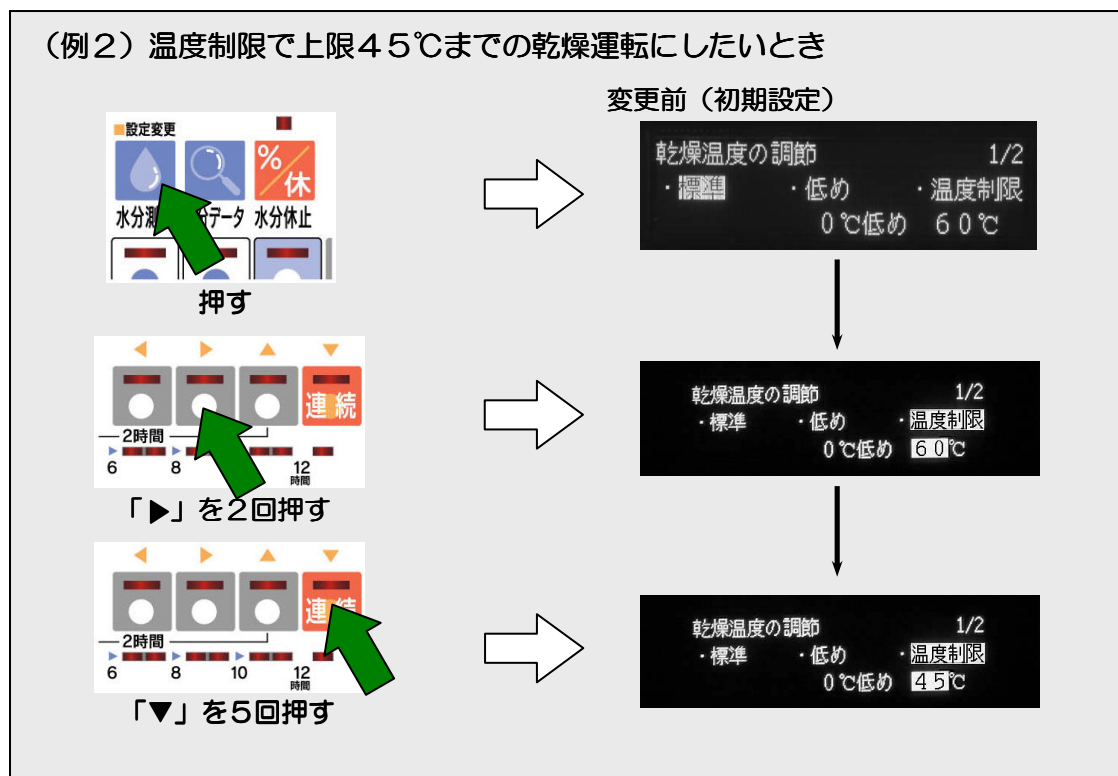 （例２）温度制限で上限４５℃までの乾燥運転にしたいとき
変更前（初期設定）
■設定変更
%/休
水分測
分データ
水分休止
押す
乾燥温度の調節 1/2
・標準 ・低め ・温度制限
０℃低め ６０℃
◀ ▶ ▲ ▼
連続
2時間
6 8 12
時間
「▶」を２回押す
乾燥温度の調節 1/2
・標準 ・低め ・温度制限
０℃低め ６０℃
◀ ▶ ▲ ▼
連続
2時間
6 8 10 12
時間
「▼」を５回押す
乾燥温度の調節 1/2
・標準 ・低め ・温度制限
０℃低め ４５℃